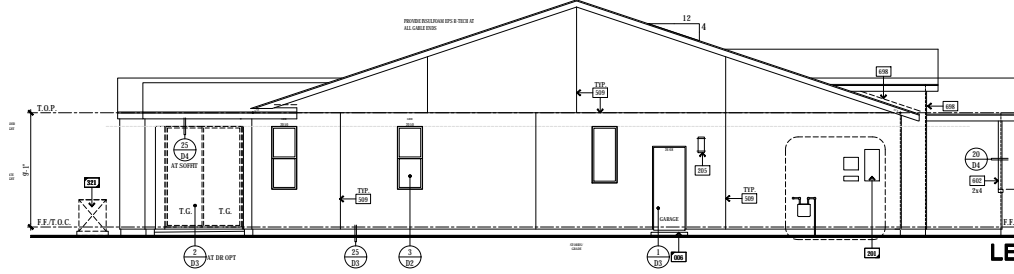 PROVIDE INSULFOAM EPS R-TECH AT
ALL GABLE ENDS
12
4
698
TYP.
509
698
T.O.P.
25
D4
AT SOFFIT
205
20
D4
602
2x4
321
TYP.
509
TYP.
509
T.G.
T.G.
GARAGE
F.F./T.O.C.
F.F.
2
D3
AT DR OPT
25
D3
3
D2
1
D3
006
201
LE